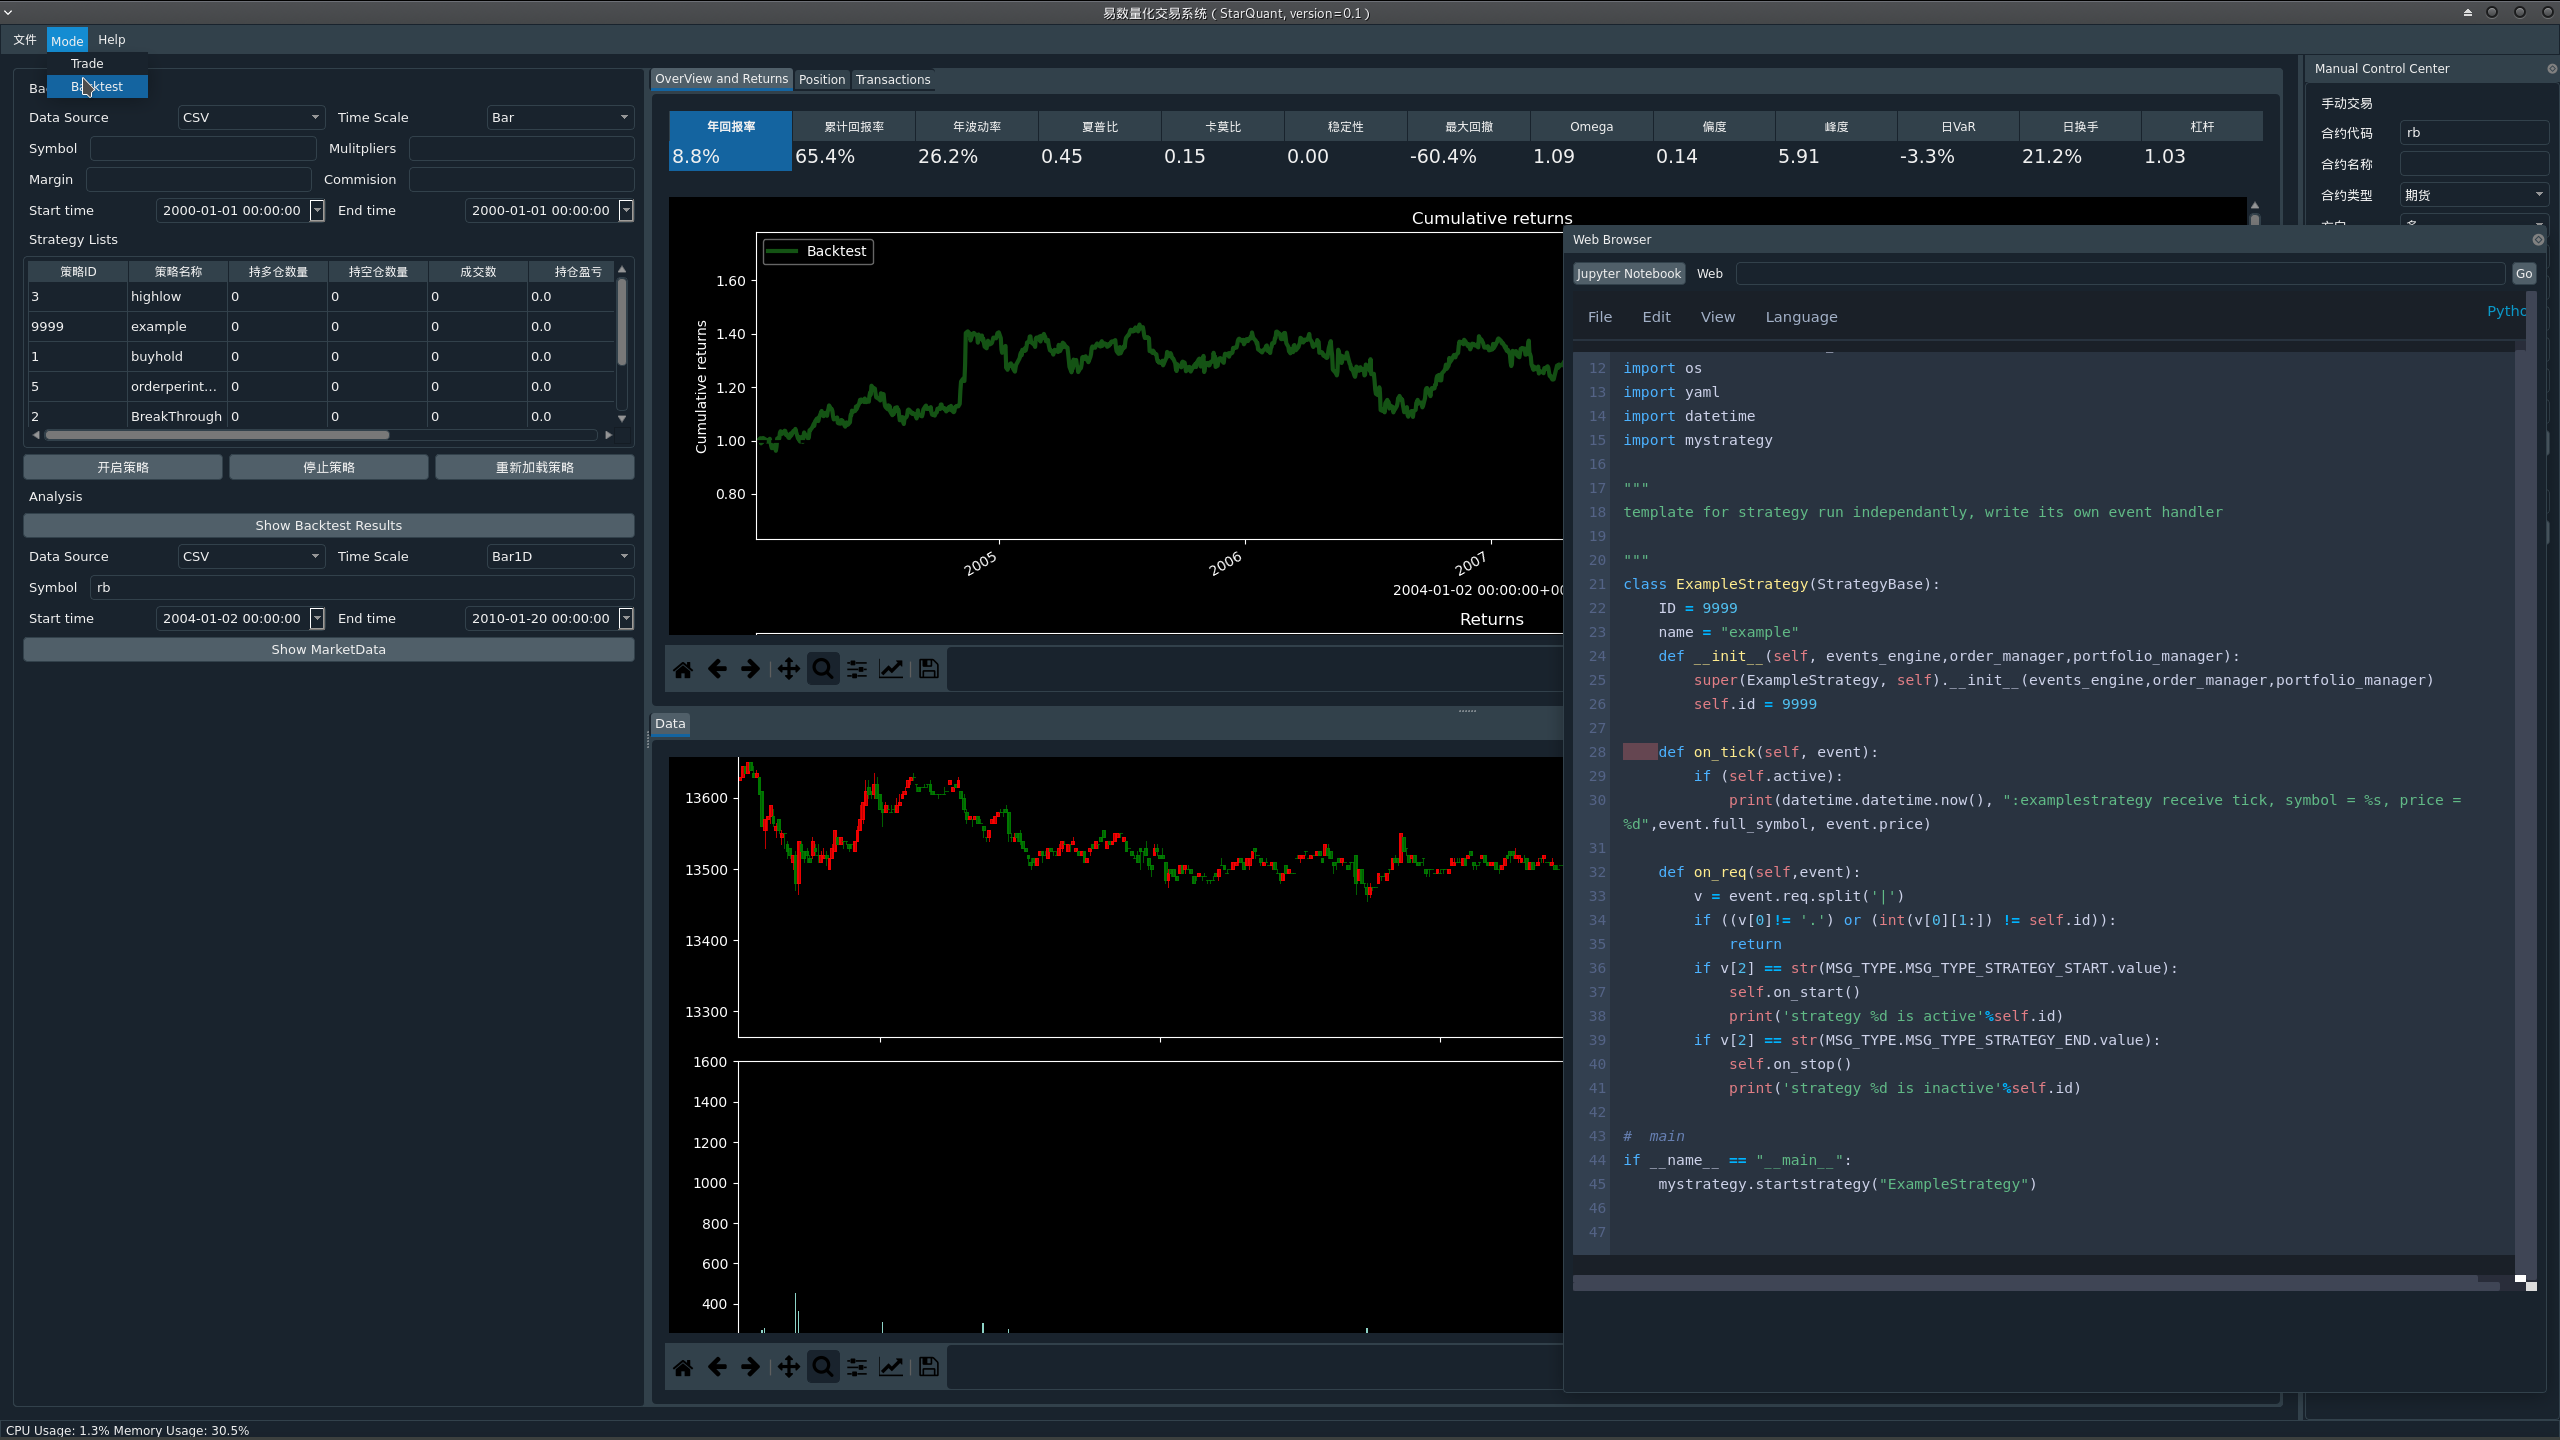 易数量化交易系统（StarQuant, version=0.1）
文件 Mode Help
Trade
Backtest
Data Source CSV Time Scale Bar
Symbol Mulitpliers
Margin Commision
Start time 2000-01-01 00:00:00 End time 2000-01-01 00:00:00
Strategy Lists
策略ID 策略名称 持多仓数量 持空仓数量 成交数 持仓盈亏
3 highlow 0 0 0 0.0
9999 example 0 0 0 0.0
1 buyhold 0 0 0 0.0
5 orderperint... 0 0 0 0.0
2 BreakThrough 0 0 0 0.0
开启策略 停止策略 重新加载策略
Analysis
Show Backtest Results
Data Source CSV Time Scale Bar1D
Symbol rb
Start time 2004-01-02 00:00:00 End time 2010-01-20 00:00:00
Show MarketData
OverView and Returns Position Transactions
年回报率 累计回报率 年波动率 夏普比 卡莫比 稳定性 最大回撤 Omega 偏度 峰度 日VaR 日换手 杠杆
8.8% 65.4% 26.2% 0.45 0.15 0.00 -60.4% 1.09 0.14 5.91 -3.3% 21.2% 1.03
Cumulative returns
Backtest
Cumulative returns
1.60
1.40
1.20
1.00
0.80
2005 2006 2007
2004-01-02 00:00:00+00
Returns
Data
13600
13500
13400
13300
1600
1400
1200
1000
800
600
400
Manual Control Center
手动交易
合约代码 rb
合约名称
合约类型 期货
Web Browser
Jupyter Notebook Web Go
File Edit View Language Pytho
12 import os
13 import yaml
14 import datetime
15 import mystrategy
16
17 """
18 template for strategy run independantly, write its own event handler
19
20 """
21 class ExampleStrategy(StrategyBase):
22 ID = 9999
23 name = "example"
24 def __init__(self, events_engine,order_manager,portfolio_manager):
25 super(ExampleStrategy, self).__init__(events_engine,order_manager,portfolio_manager)
26 self.id = 9999
27
28 def on_tick(self, event):
29 if (self.active):
30 print(datetime.datetime.now(), ":examplestrategy receive tick, symbol = %s, price =
%d",event.full_symbol, event.price)
31
32 def on_req(self,event):
33 v = event.req.split('|')
34 if ((v[0]!= '.') or (int(v[0][1:]) != self.id)):
35 return
36 if v[2] == str(MSG_TYPE.MSG_TYPE_STRATEGY_START.value):
37 self.on_start()
38 print('strategy %d is active'%self.id)
39 if v[2] == str(MSG_TYPE.MSG_TYPE_STRATEGY_END.value):
40 self.on_stop()
41 print('strategy %d is inactive'%self.id)
42
43 #  main
44 if __name__ == "__main__":
45 mystrategy.startstrategy("ExampleStrategy")
46
47
CPU Usage: 1.3% Memory Usage: 30.5%